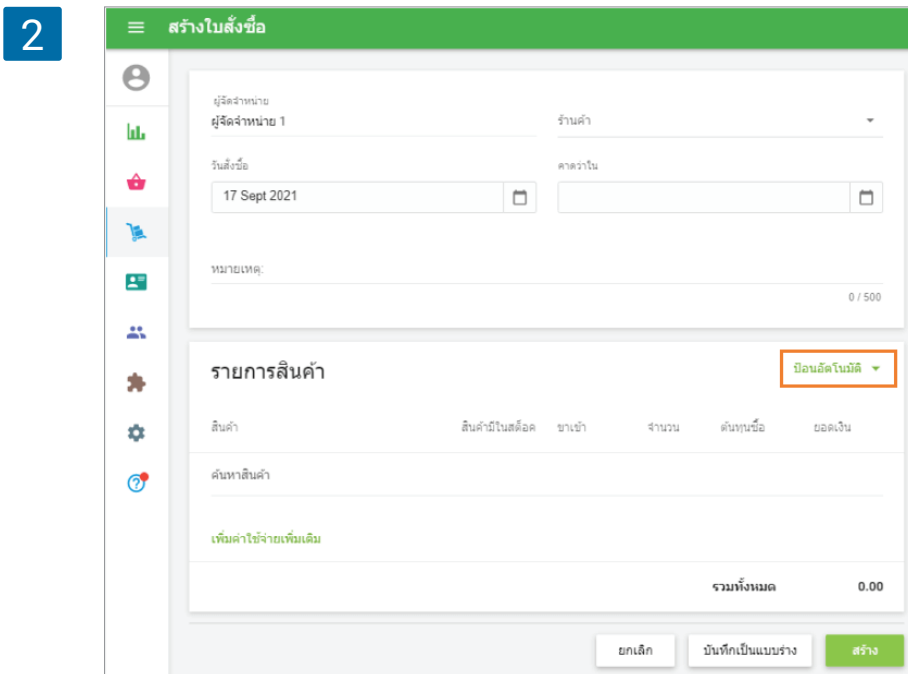 2
สร้างใบสั่งซื้อ
ผู้จัดจำหน่าย
ผู้จัดจำหน่าย 1
ร้านค้า
วันสั่งซื้อ
คาดว่าใน
17 Sept 2021
หมายเหตุ:
0 / 500
รายการสินค้า
ป้อนอัตโนมัติ
สินค้า สินค้ามีในสต็อค ขาเข้า จำนวน ต้นทุนซื้อ ยอดเงิน
ค้นหาสินค้า
เพิ่มค่าใช้จ่ายเพิ่มเติม
รวมทั้งหมด 0.00
ยกเลิก บันทึกเป็นแบบร่าง สร้าง